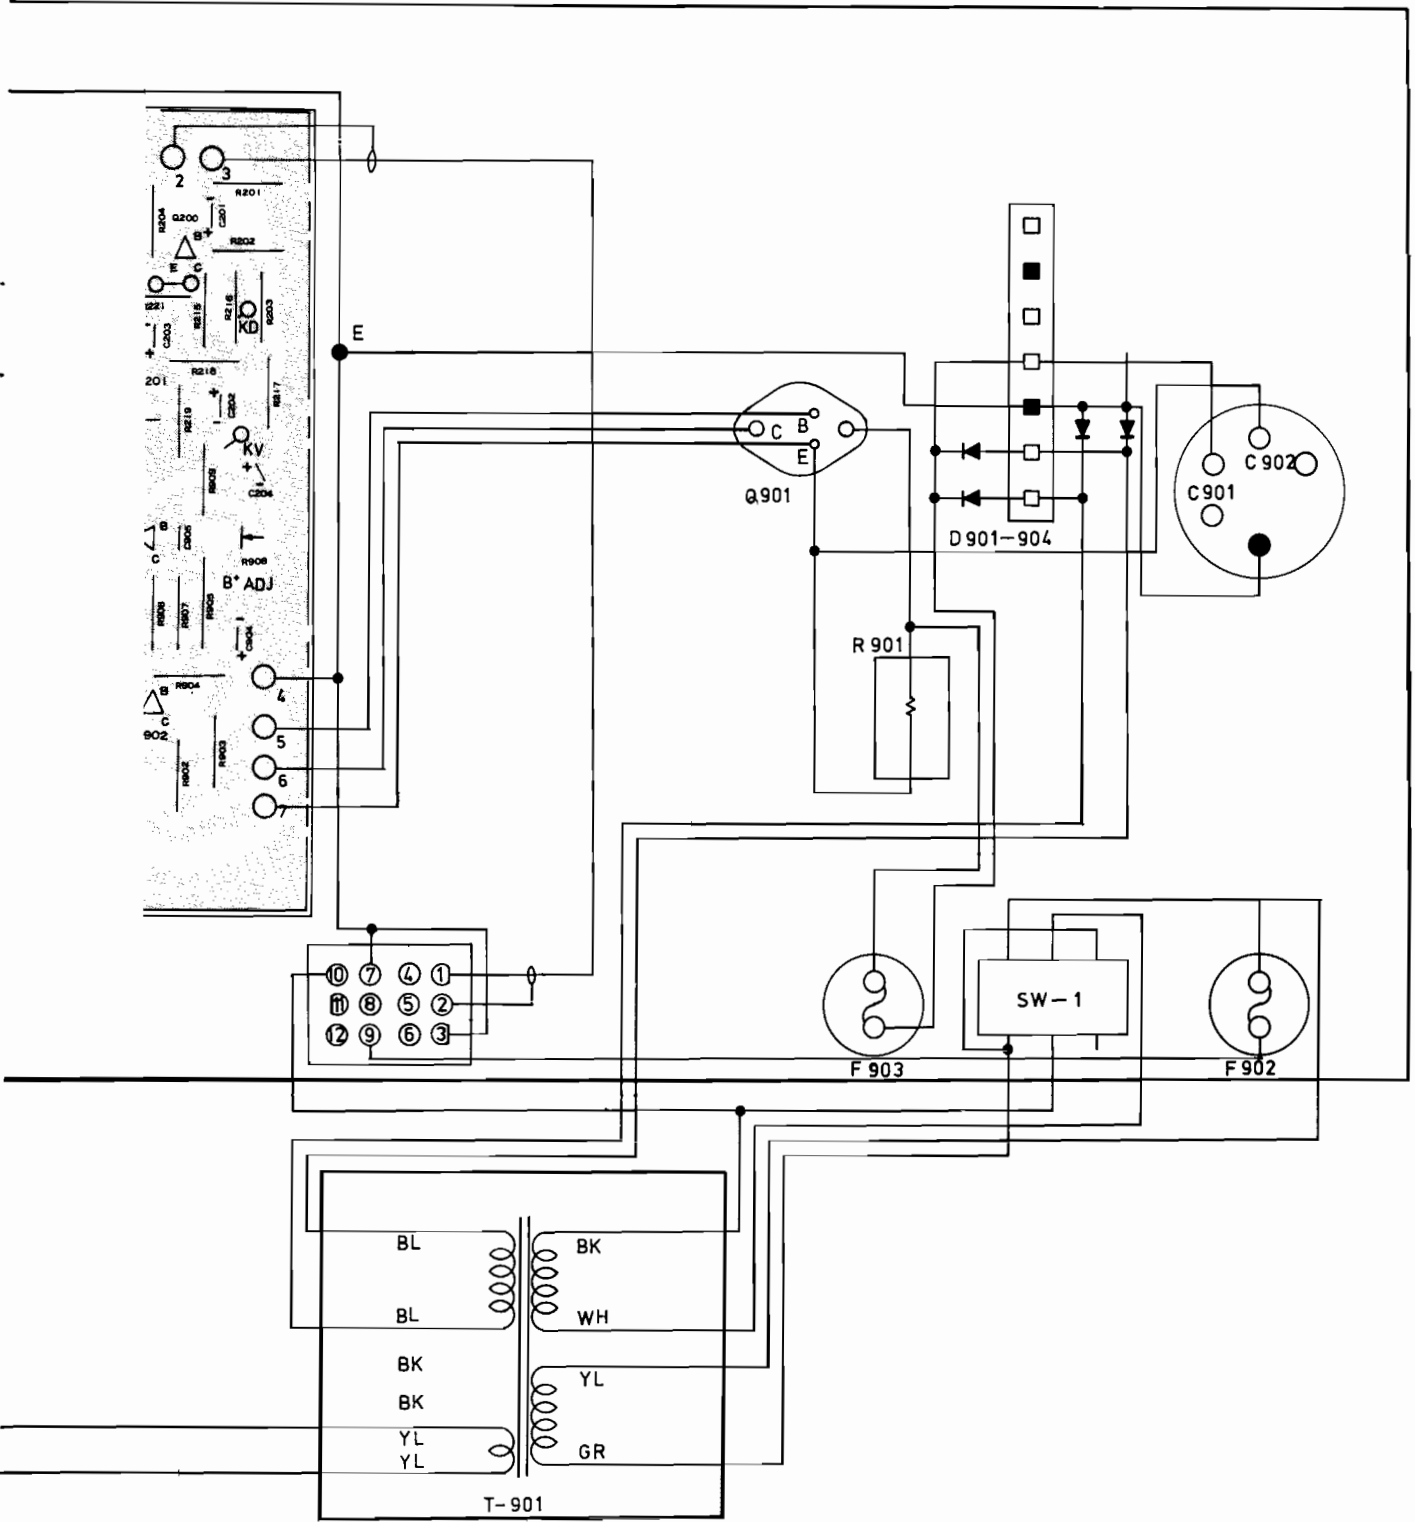 2
3
R201
R204
Q200
C201
B
R202
E
C
R215
R216
KD
R203
C203
E
R218
201
R219
C202
R217
KV
C204
R909
B
C
C905
R908
B+ ADJ
R906
R907
R905
C904
R904
4
B
C
902
5
R903
R902
6
7
B
C
E
Q901
D901-904
C902
C901
R901
10 7 4 1
11 8 5 2
12 9 6 3
F903
SW-1
F902
BL
BK
BL
WH
BK
YL
BK
YL
GR
YL
T-901